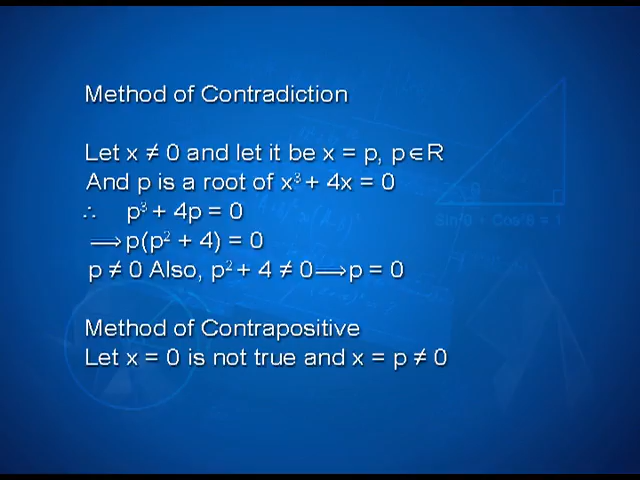 Method of Contradiction
Let x ≠ 0 and let it be x = p, p∈R
And p is a root of x³ + 4x = 0
∴ p³ + 4p = 0
⟹ p(p² + 4) = 0
p ≠ 0 Also, p² + 4 ≠ 0 ⟹ p = 0
Method of Contrapositive
Let x = 0 is not true and x = p ≠ 0